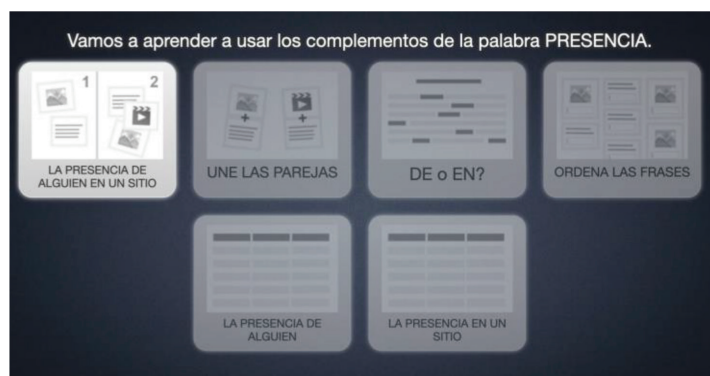 Vamos a aprender a usar los complementos de la palabra PRESENCIA.
1 2
LA PRESENCIA DE
ALGUIEN EN UN SITIO
UNE LAS PAREJAS
DE o EN?
ORDENA LAS FRASES
LA PRESENCIA DE
ALGUIEN
LA PRESENCIA EN UN
SITIO